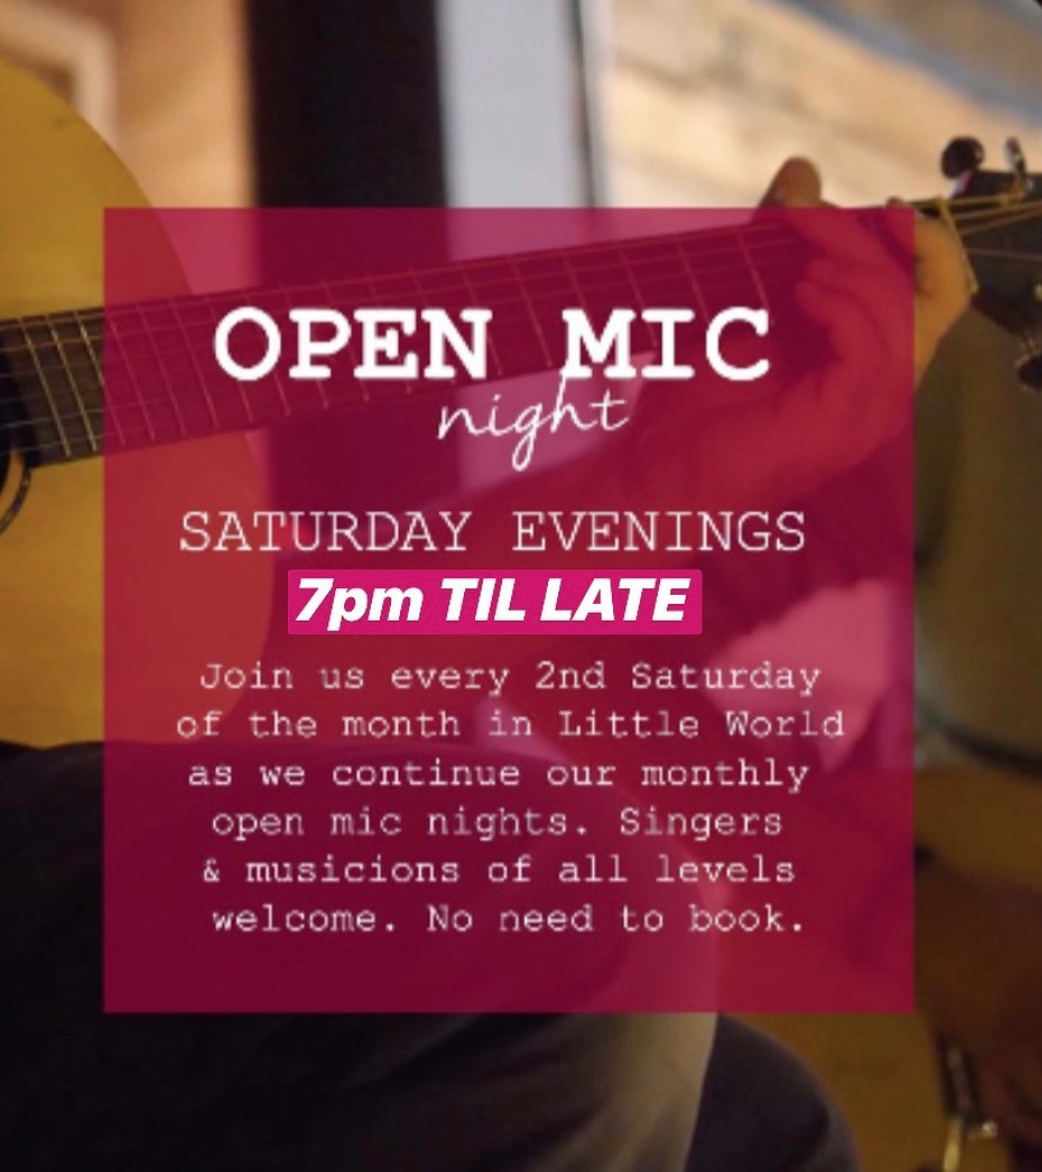 OPEN MIC
night
SATURDAY EVENINGS
7pm TIL LATE
Join us every 2nd Saturday
of the month in Little World
as we continue our monthly
open mic nights. Singers
& musicions of all levels
welcome. No need to book.